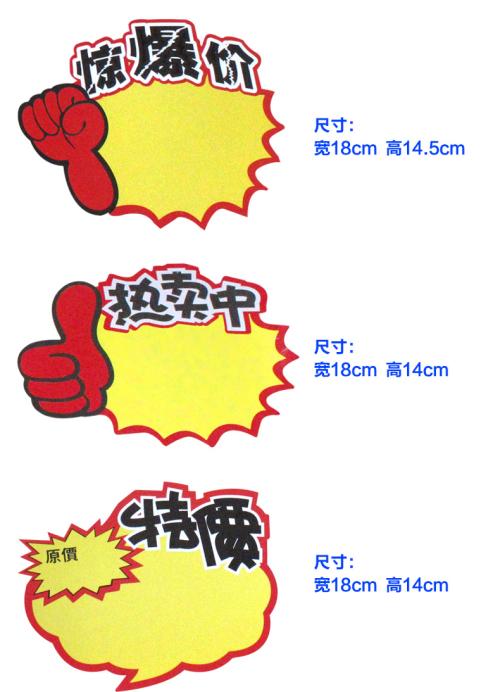 惊爆价
尺寸：
宽18cm 高14.5cm
热卖中
尺寸：
宽18cm 高14cm
特價
原價
尺寸：
宽18cm 高14cm